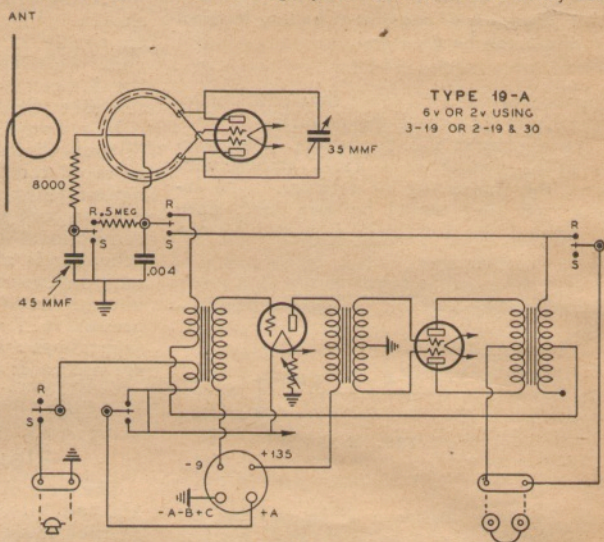 ANT
TYPE 19-A
6V OR 2V USING
3-19 OR 2-19 & 30
35 MMF
8000
R .5 MEG
R
R
S
S
S
.004
45 MMF
R
S
-9
+135
-A-B+C
+A